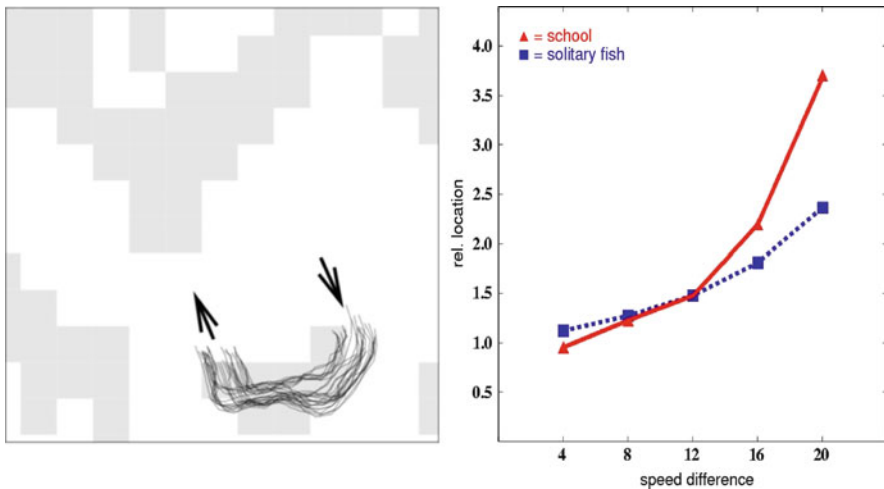 4.0
▲ = school
■ = solitary fish
3.5
3.0
2.5
rel. location
2.0
1.5
1.0
0.5
4 8 12 16 20
speed difference